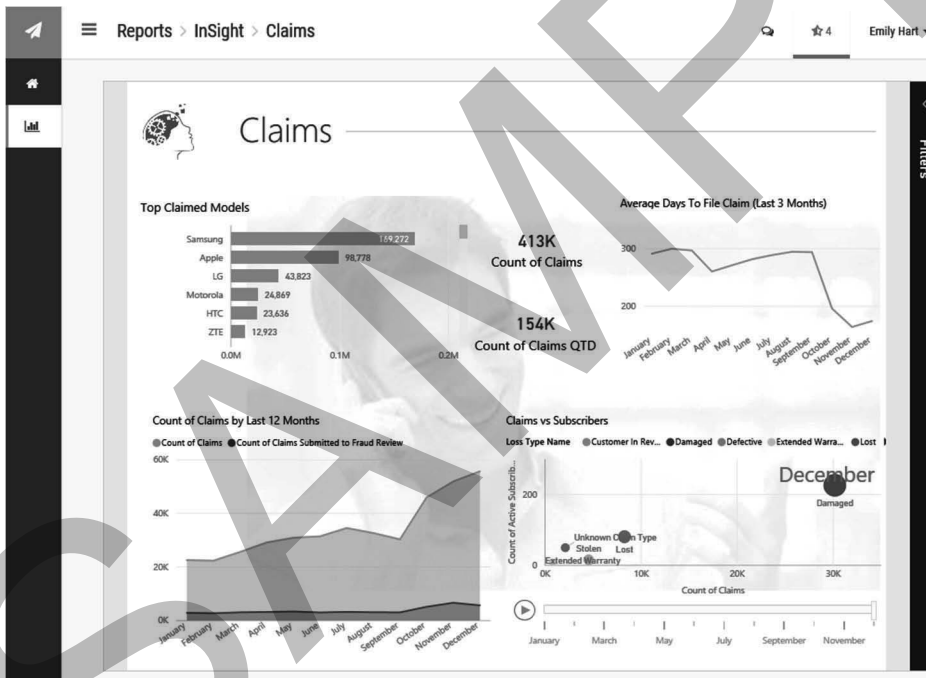 Reports > InSight > Claims
4
Emily Hart
Filters
Claims
Top Claimed Models
Samsung 169,272
Apple 98,778
LG 43,823
Motorola 24,869
HTC 23,636
ZTE 12,923
0.0M 0.1M 0.2M
413K
Count of Claims
154K
Count of Claims QTD
Average Days To File Claim (Last 3 Months)
300
200
January February March April May June July August September October November December
Count of Claims by Last 12 Months
Count of Claims Count of Claims Submitted to Fraud Review
60K
40K
20K
0K
January February March April May June July August September October November December
Claims vs Subscribers
Loss Type Name Customer In Rev... Damaged Defective Extended Warra... Lost
Count of Active Subscrib...
December
200
Damaged
Unknown Type
Stolen Lost
Extended Warranty
0
0K 10K 20K 30K
Count of Claims
January March May July September November
SAMP